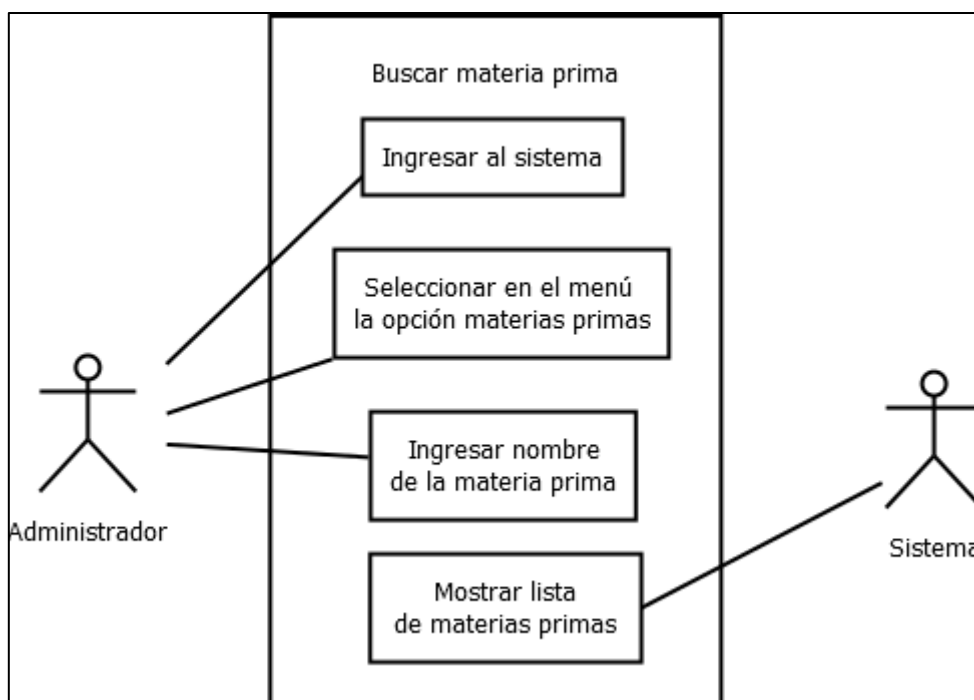 Buscar materia prima
Ingresar al sistema
Seleccionar en el menú
la opción materias primas
Ingresar nombre
de la materia prima
Administrador
Mostrar lista
de materias primas
Sistema